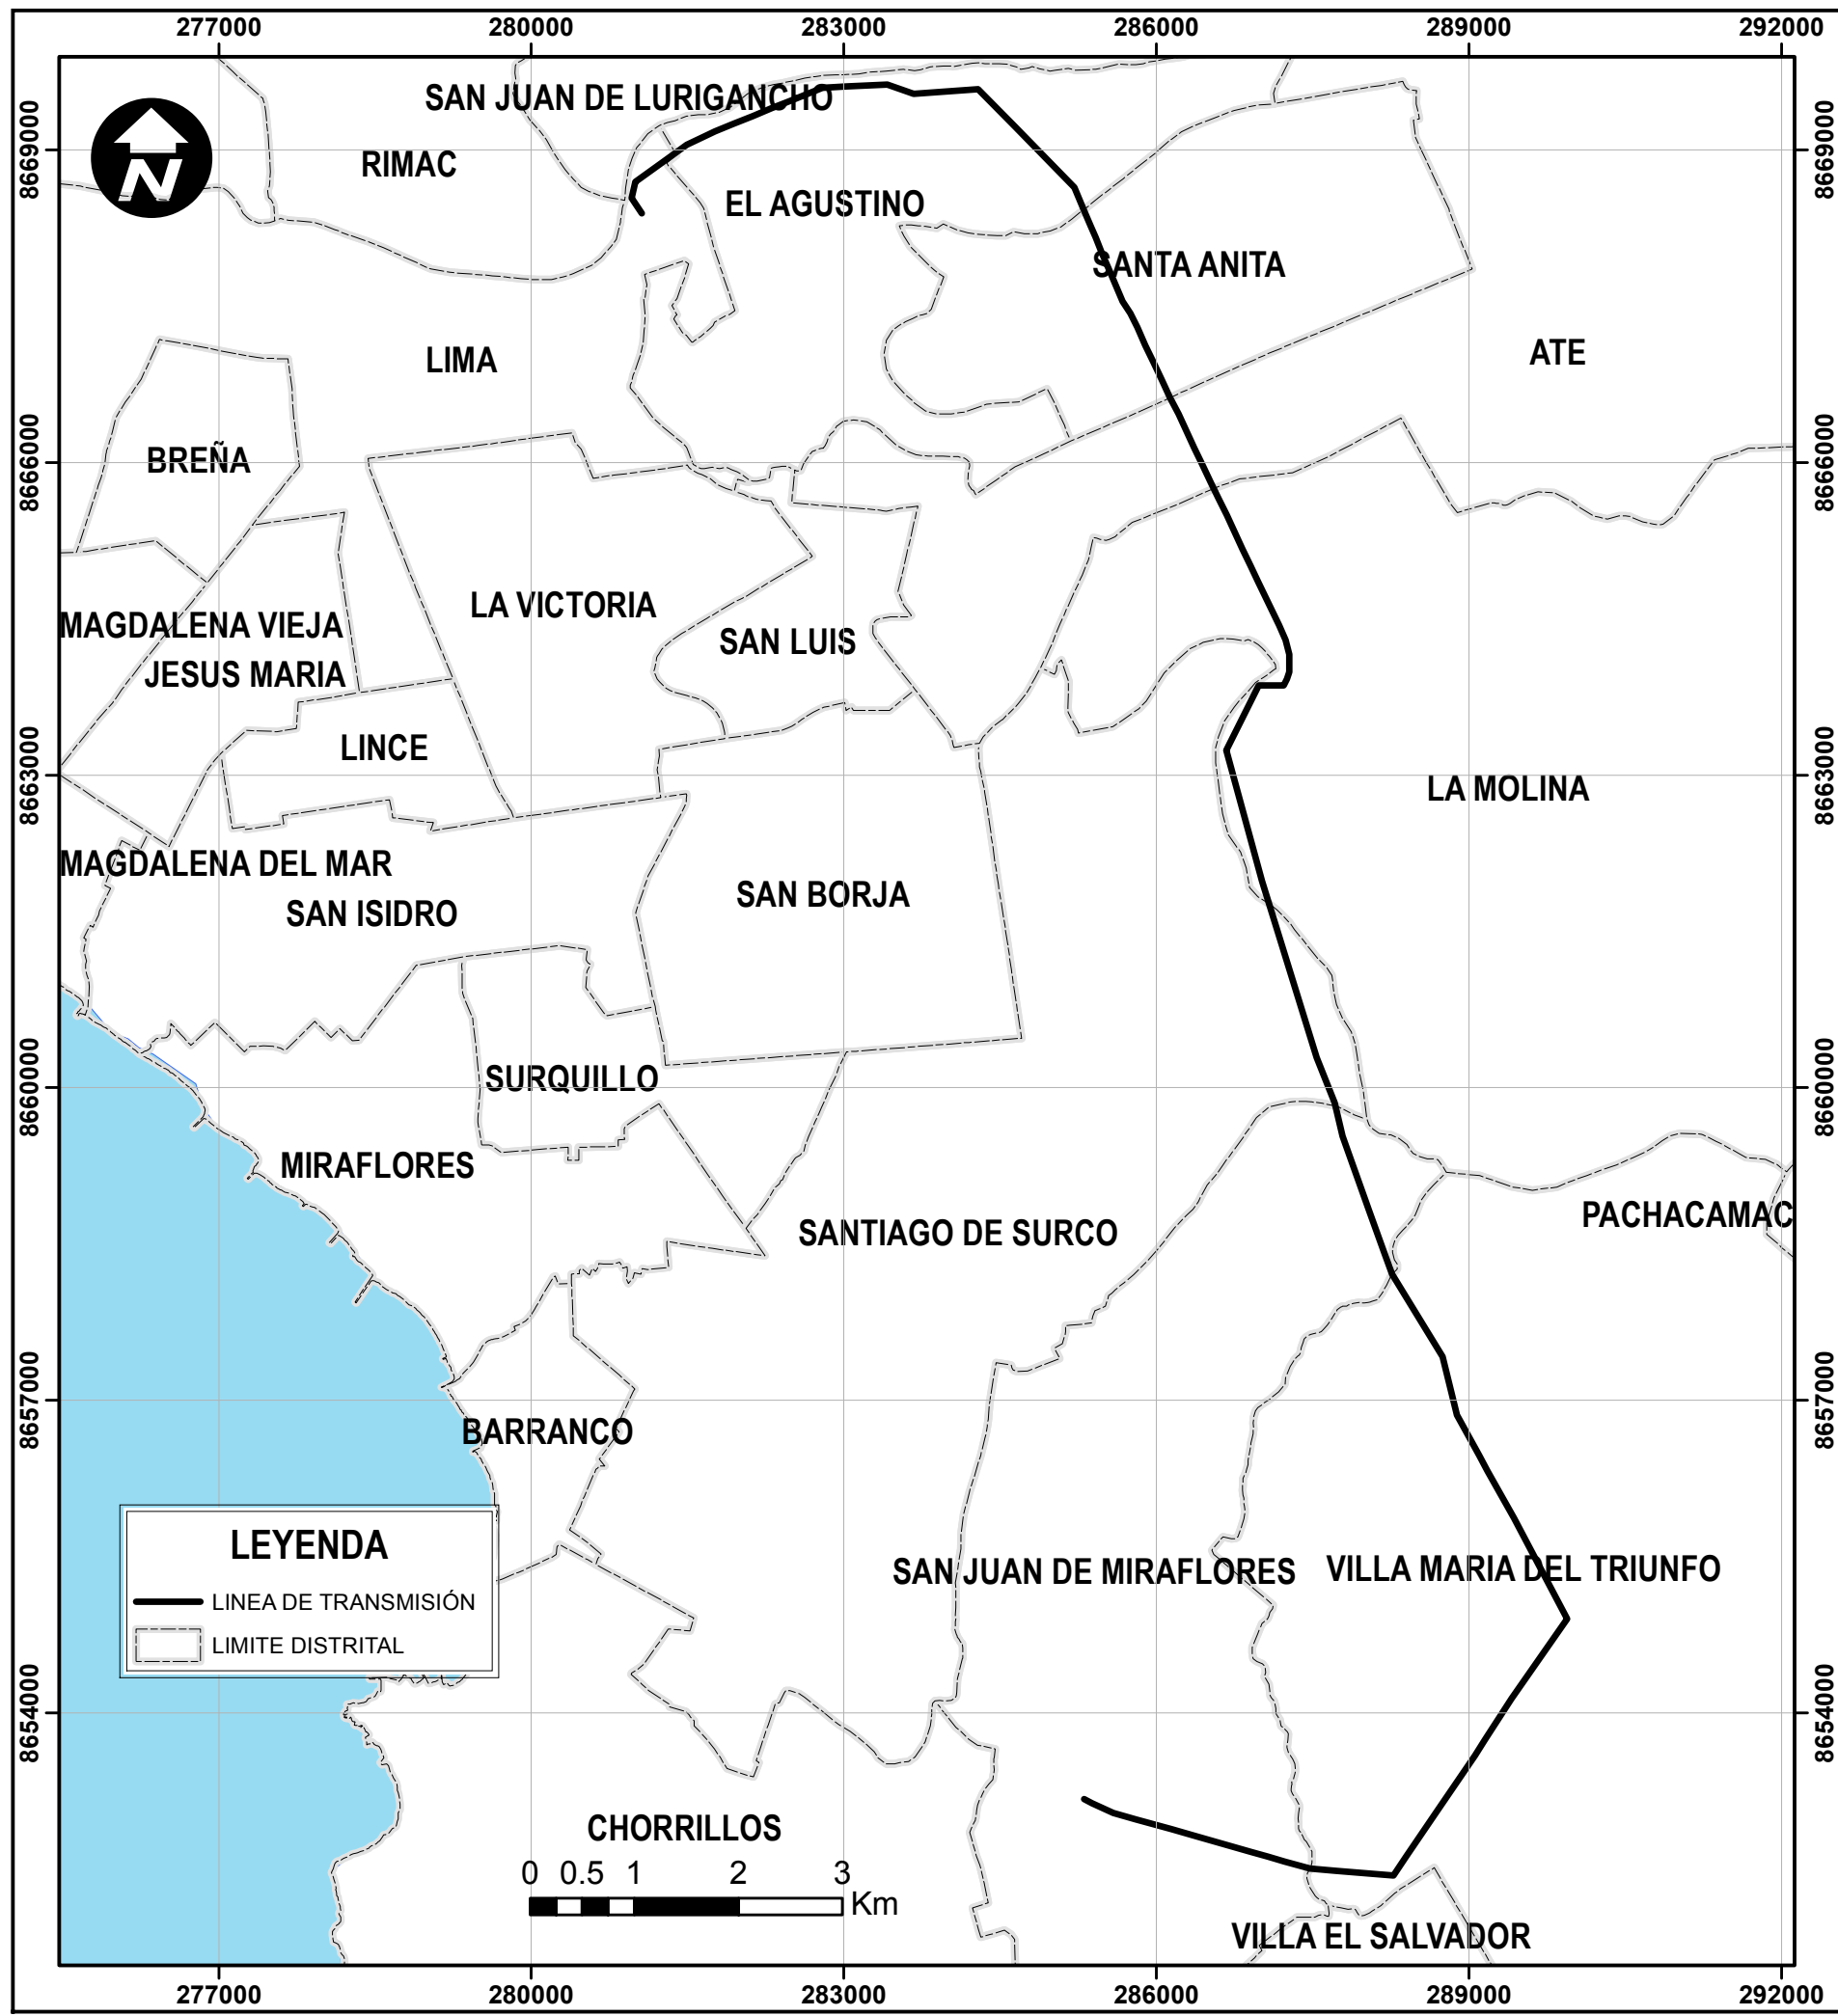 277000 280000 283000 286000 289000 292000
SAN JUAN DE LURIGANCHO
8669000 8669000
N
RIMAC
EL AGUSTINO
SANTA ANITA
ATE
LIMA
BREÑA
8666000 8666000
LA VICTORIA
MAGDALENA VIEJA
SAN LUIS
JESUS MARIA
LINCE
8663000 8663000
LA MOLINA
MAGDALENA DEL MAR
SAN BORJA
SAN ISIDRO
SURQUILLO
8660000 8660000
MIRAFLORES
PACHACAMAC
SANTIAGO DE SURCO
8657000 8657000
BARRANCO
LEYENDA
LINEA DE TRANSMISIÓN
LIMITE DISTRITAL
SAN JUAN DE MIRAFLORES
VILLA MARIA DEL TRIUNFO
8654000 8654000
CHORRILLOS
0 0.5 1 2 3
Km
VILLA EL SALVADOR
277000 280000 283000 286000 289000 292000